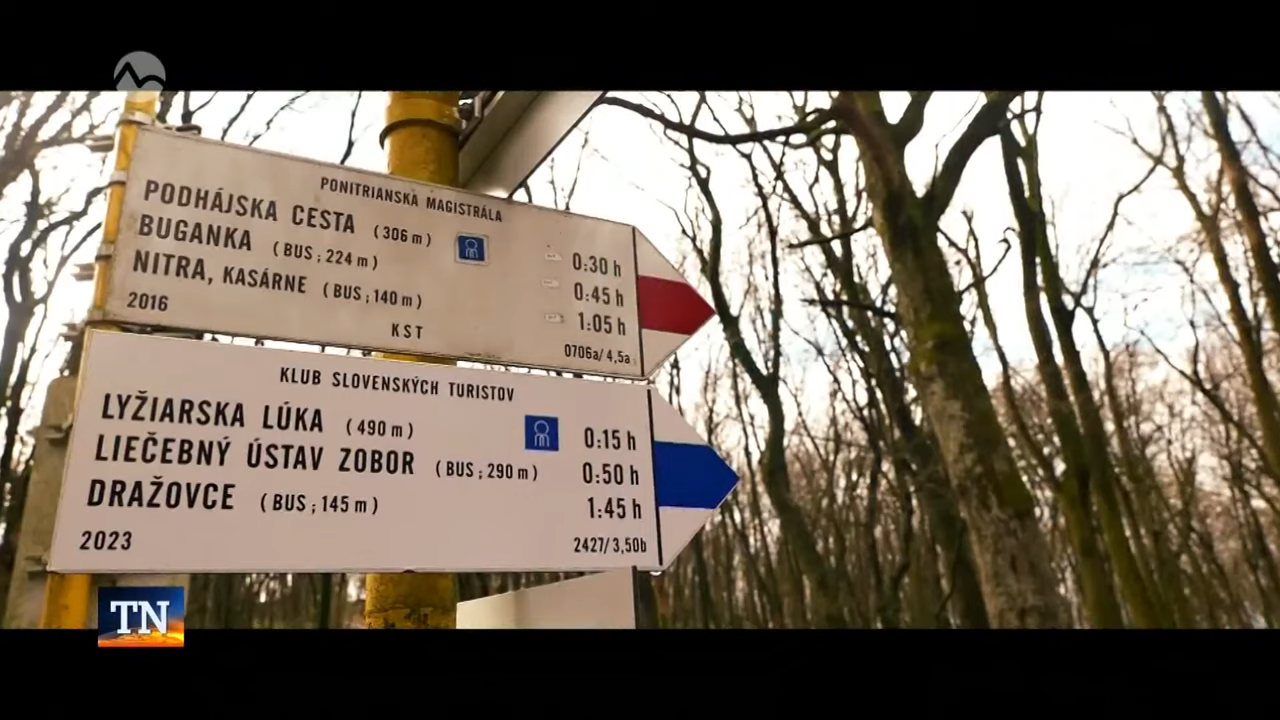 PONITRIANSKA MAGISTRÁLA
PODHÁJSKA CESTA (306 m) 0:30 h
BUGANKA (BUS ; 224 m) 0:45 h
NITRA, KASÁRNE (BUS ; 140 m) 1:05 h
2016 KST 0706a/4,5a
KLUB SLOVENSKÝCH TURISTOV
LYŽIARSKA LÚKA (490 m) 0:15 h
LIEČEBNÝ ÚSTAV ZOBOR (BUS ; 290 m) 0:50 h
DRAŽOVCE (BUS ; 145 m) 1:45 h
2023 2427/3,50b
TN